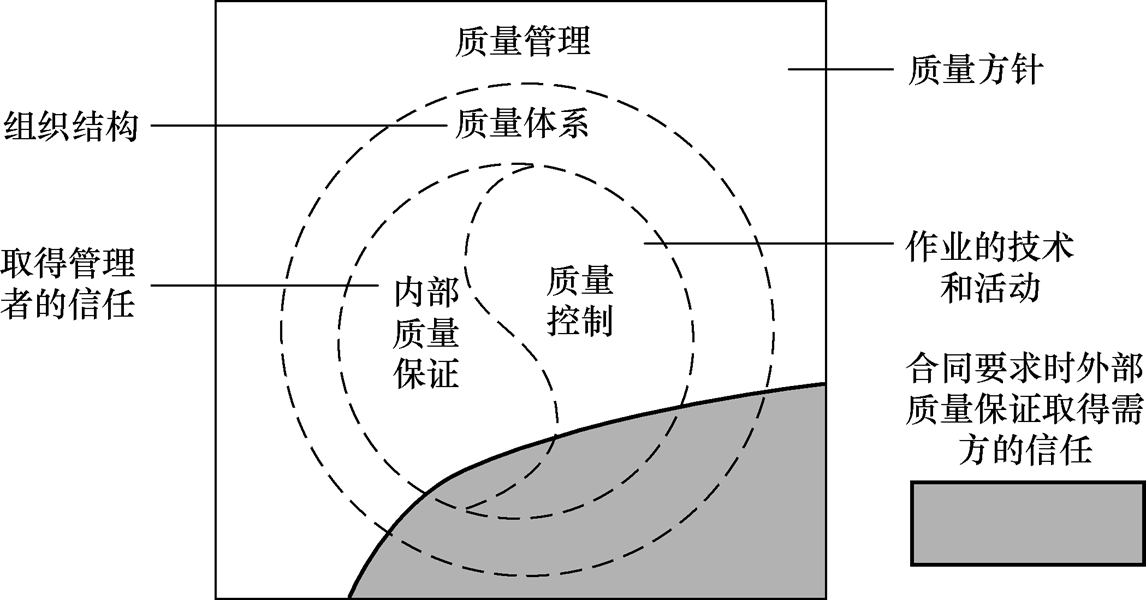 质量管理
质量方针
组织结构
质量体系
取得管理
者的信任
内部
质量
保证
质量
控制
作业的技术
和活动
合同要求时外部
质量保证取得需
方的信任